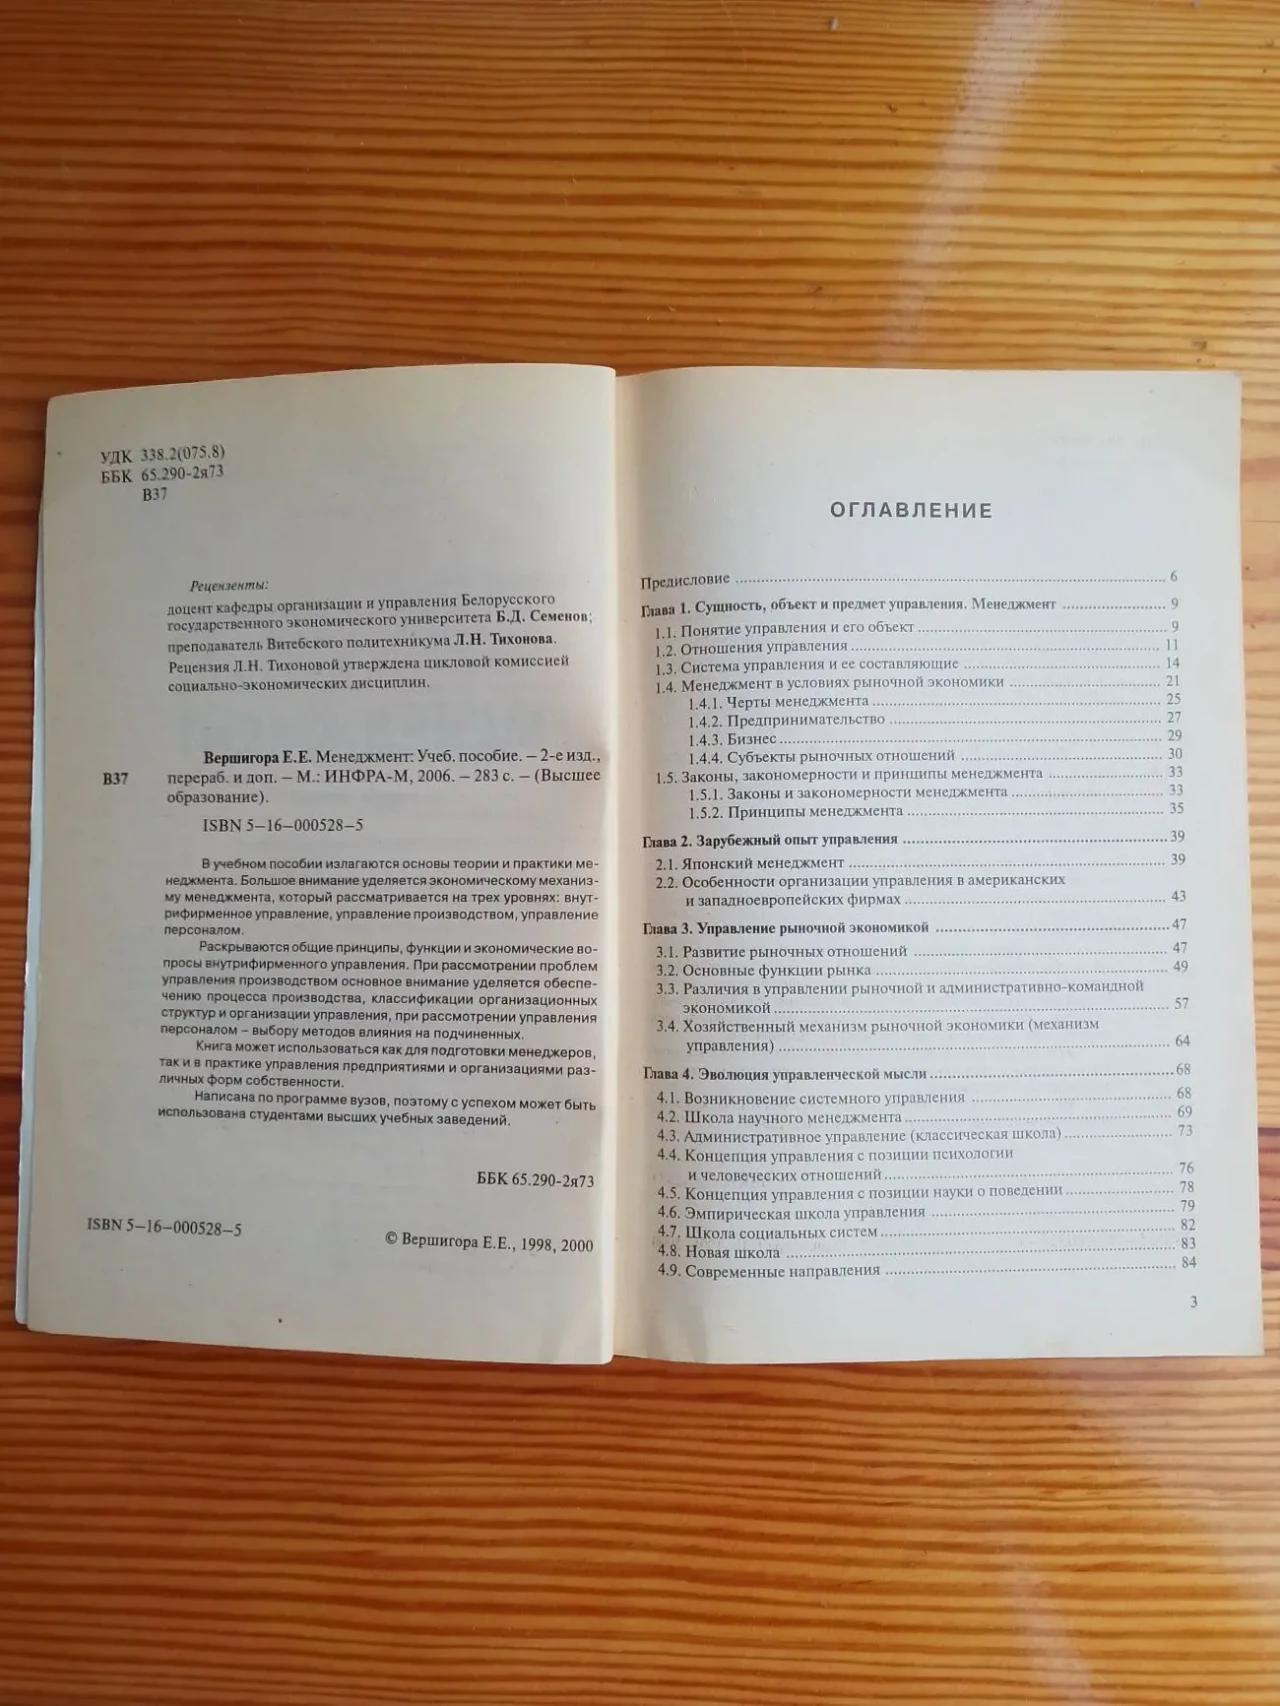 УДК 338.2(075.8)
ББК 65.290-2я73
В37
Рецензенты:
доцент кафедры организации и управления Белорусского
государственного экономического университета Б.Д. Семенов;
преподаватель Витебского политехникума Л.Н. Тихонова.
Рецензия Л.Н. Тихоновой утверждена цикловой комиссией
социально-экономических дисциплин.
Вершигора Е.Е. Менеджмент: Учеб. пособие. – 2-е изд.,
В37 перераб. и доп. – М.: ИНФРА-М, 2006. – 283 с. – (Высшее
образование).
ISBN 5–16–000528–5
В учебном пособии излагаются основы теории и практики ме-
неджмента. Большое внимание уделяется экономическому механиз-
му менеджмента, который рассматривается на трех уровнях: внут-
рифирменное управление, управление производством, управление
персоналом.
Раскрываются общие принципы, функции и экономические во-
просы внутрифирменного управления. При рассмотрении проблем
управления производством основное внимание уделяется обеспе-
чению процесса производства, классификации организационных
структур и организации управления, при рассмотрении управления
персоналом – выбору методов влияния на подчиненных.
Книга может использоваться как для подготовки менеджеров,
так и в практике управления предприятиями и организациями раз-
личных форм собственности.
Написана по программе вузов, поэтому с успехом может быть
использована студентами высших учебных заведений.
ББК 65.290-2я73
ISBN 5–16–000528–5
© Вершигора Е.Е., 1998, 2000
ОГЛАВЛЕНИЕ
Предисловие ........ 6
Глава 1. Сущность, объект и предмет управления. Менеджмент ........ 9
1.1. Понятие управления и его объект ........ 9
1.2. Отношения управления ........ 11
1.3. Система управления и ее составляющие ........ 14
1.4. Менеджмент в условиях рыночной экономики ........ 21
1.4.1. Черты менеджмента ........ 25
1.4.2. Предпринимательство ........ 27
1.4.3. Бизнес ........ 29
1.4.4. Субъекты рыночных отношений ........ 30
1.5. Законы, закономерности и принципы менеджмента ........ 33
1.5.1. Законы и закономерности менеджмента ........ 33
1.5.2. Принципы менеджмента ........ 35
Глава 2. Зарубежный опыт управления ........ 39
2.1. Японский менеджмент ........ 39
2.2. Особенности организации управления в американских
и западноевропейских фирмах ........ 43
Глава 3. Управление рыночной экономикой ........ 47
3.1. Развитие рыночных отношений ........ 47
3.2. Основные функции рынка ........ 49
3.3. Различия в управлении рыночной и административно-командной
экономикой ........ 57
3.4. Хозяйственный механизм рыночной экономики (механизм
управления) ........ 64
Глава 4. Эволюция управленческой мысли ........ 68
4.1. Возникновение системного управления ........ 68
4.2. Школа научного менеджмента ........ 69
4.3. Административное управление (классическая школа) ........ 73
4.4. Концепция управления с позиции психологии
и человеческих отношений ........ 76
4.5. Концепция управления с позиции науки о поведении ........ 78
4.6. Эмпирическая школа управления ........ 79
4.7. Школа социальных систем ........ 82
4.8. Новая школа ........ 83
4.9. Современные направления ........ 84
3